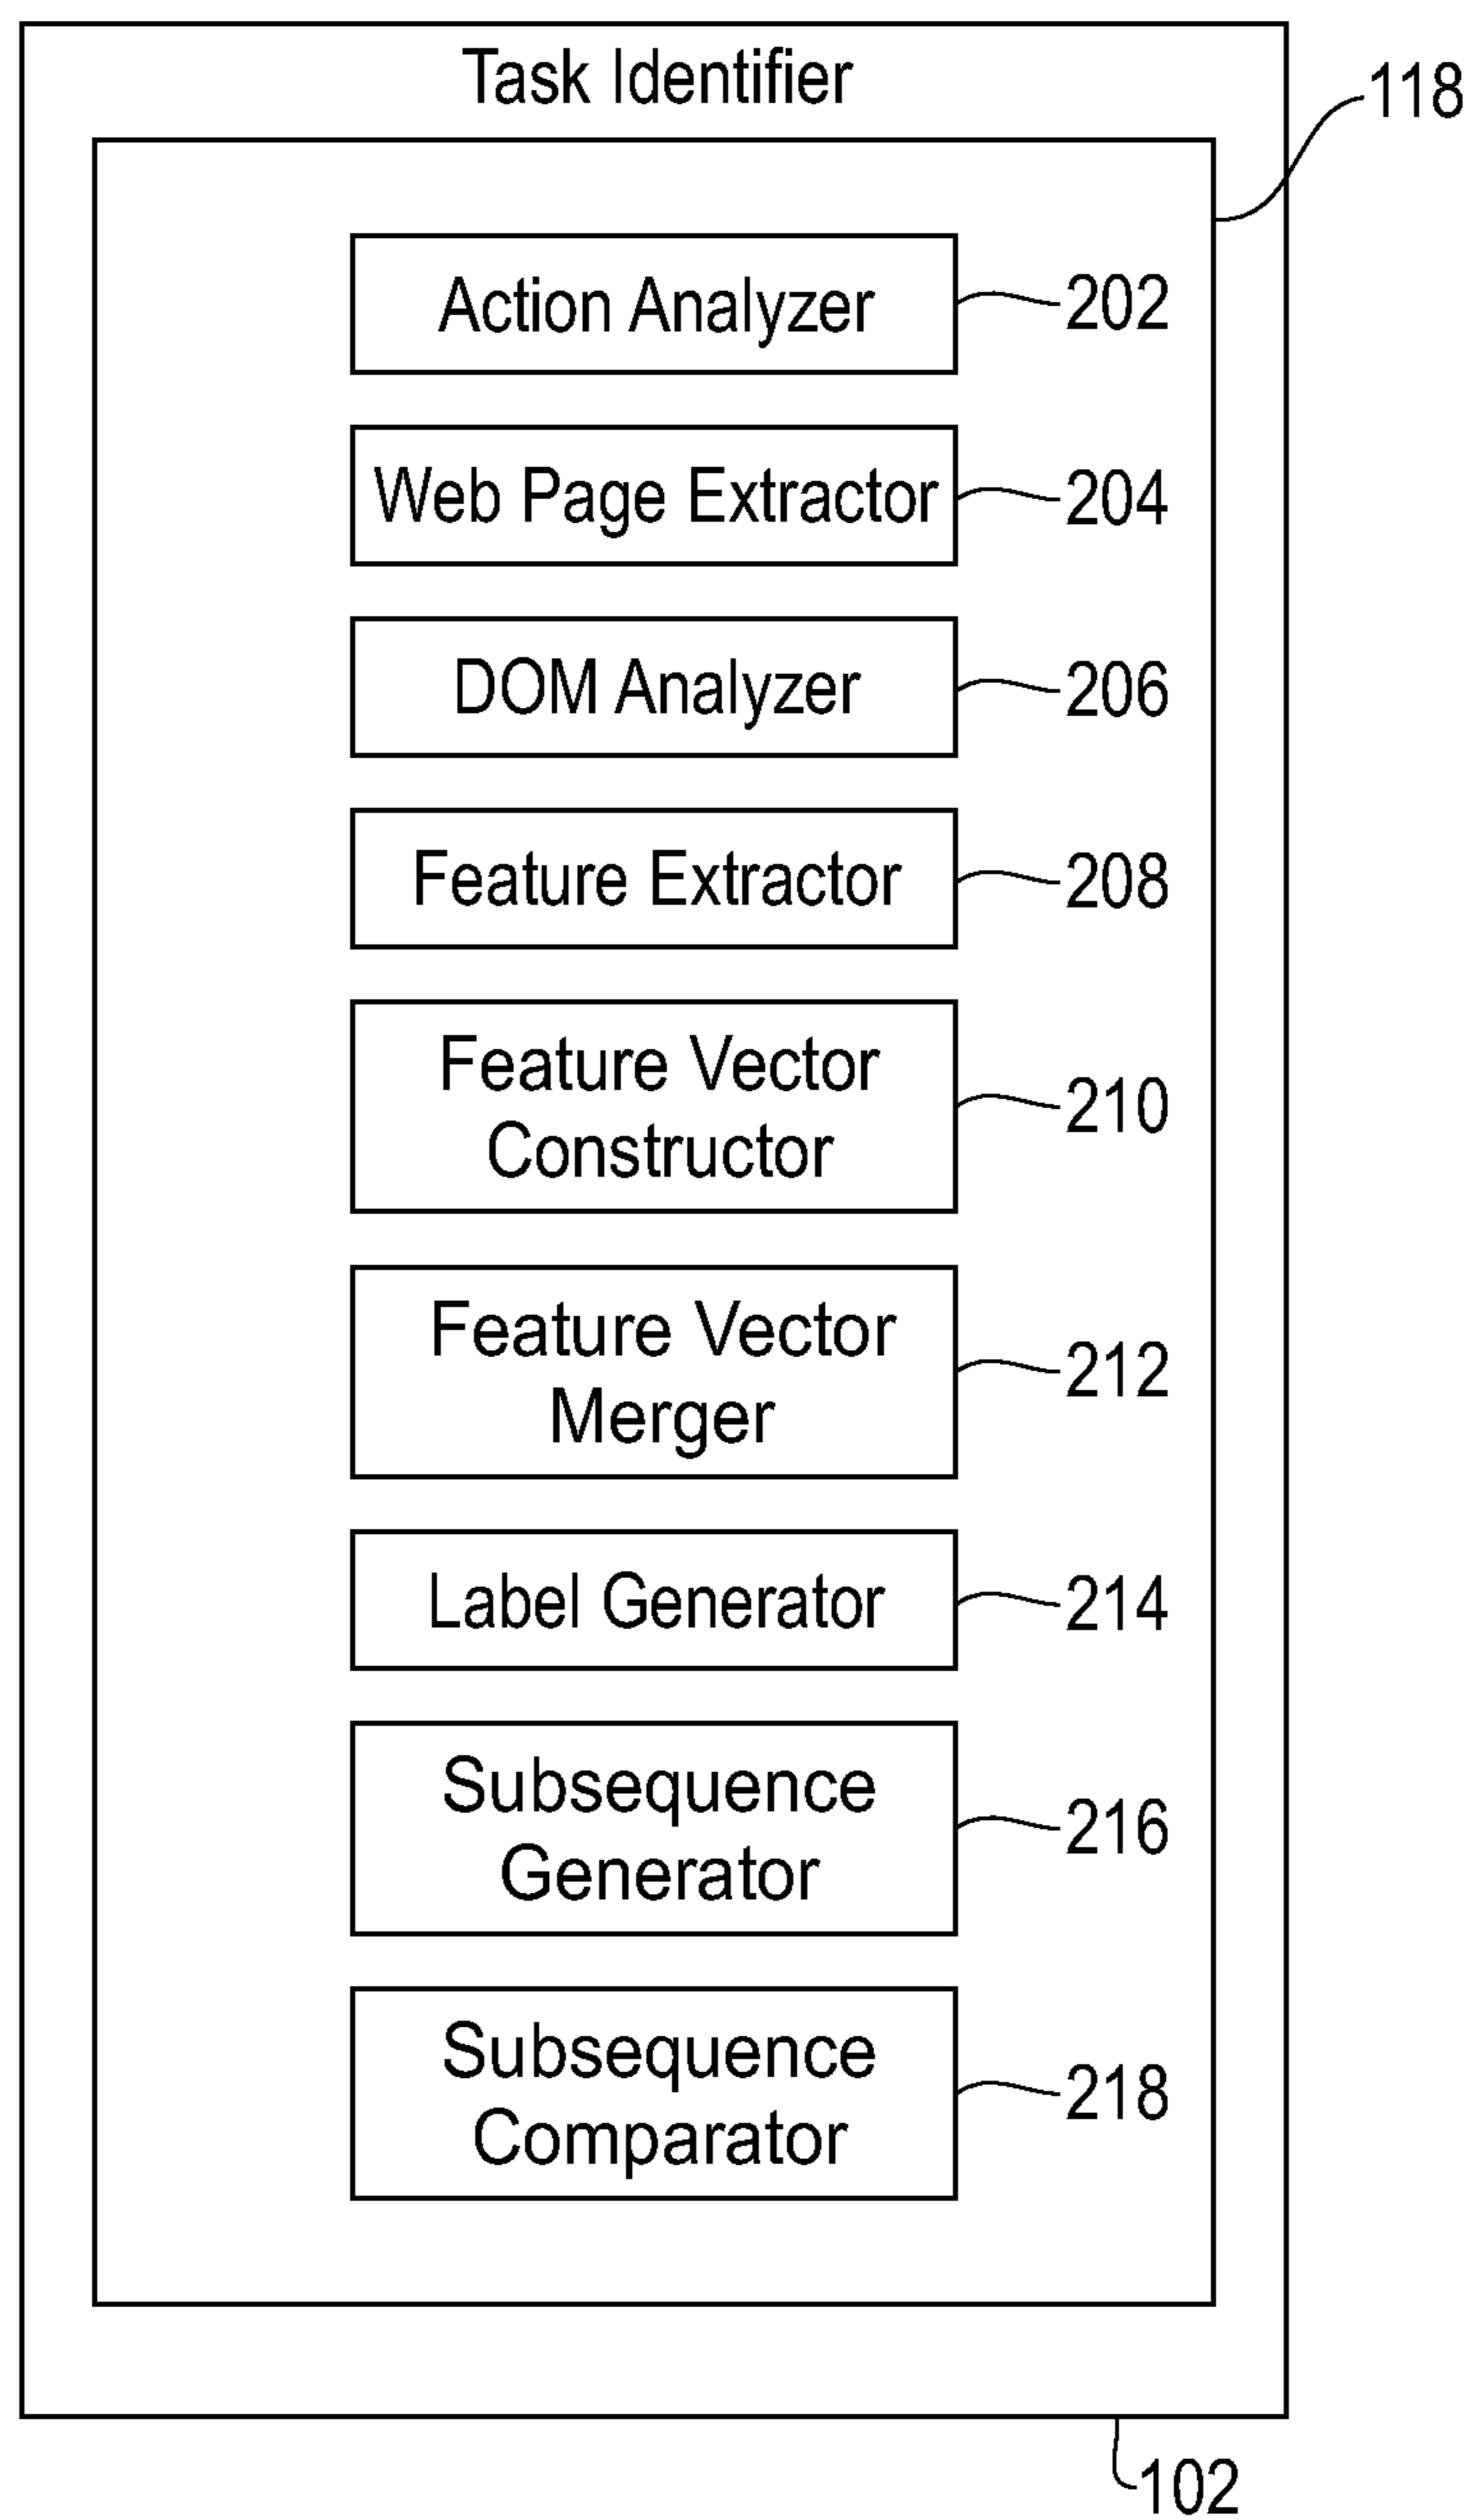 Task Identifier
118
Action Analyzer
202
Web Page Extractor
204
DOM Analyzer
206
Feature Extractor
208
Feature Vector
Constructor
210
Feature Vector
Merger
212
Label Generator
214
Subsequence
Generator
216
Subsequence
Comparator
218
102